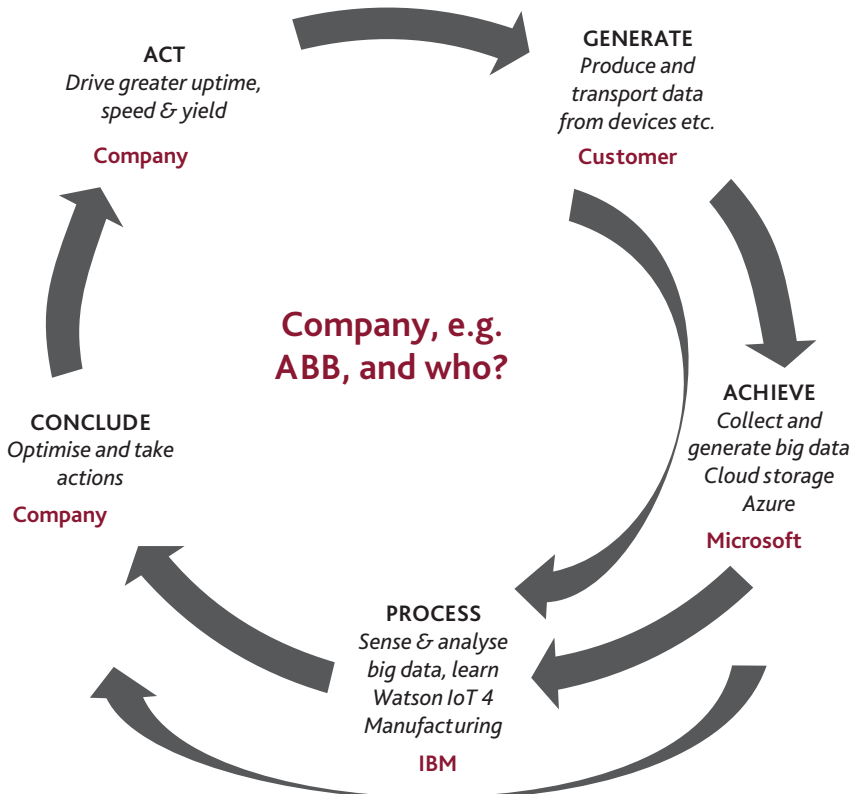 ACT
Drive greater uptime,
speed & yield
Company
GENERATE
Produce and
transport data
from devices etc.
Customer
Company, e.g.
ABB, and who?
ACHIEVE
Collect and
generate big data
Cloud storage
Azure
Microsoft
PROCESS
Sense & analyse
big data, learn
Watson IoT 4
Manufacturing
IBM
CONCLUDE
Optimise and take
actions
Company